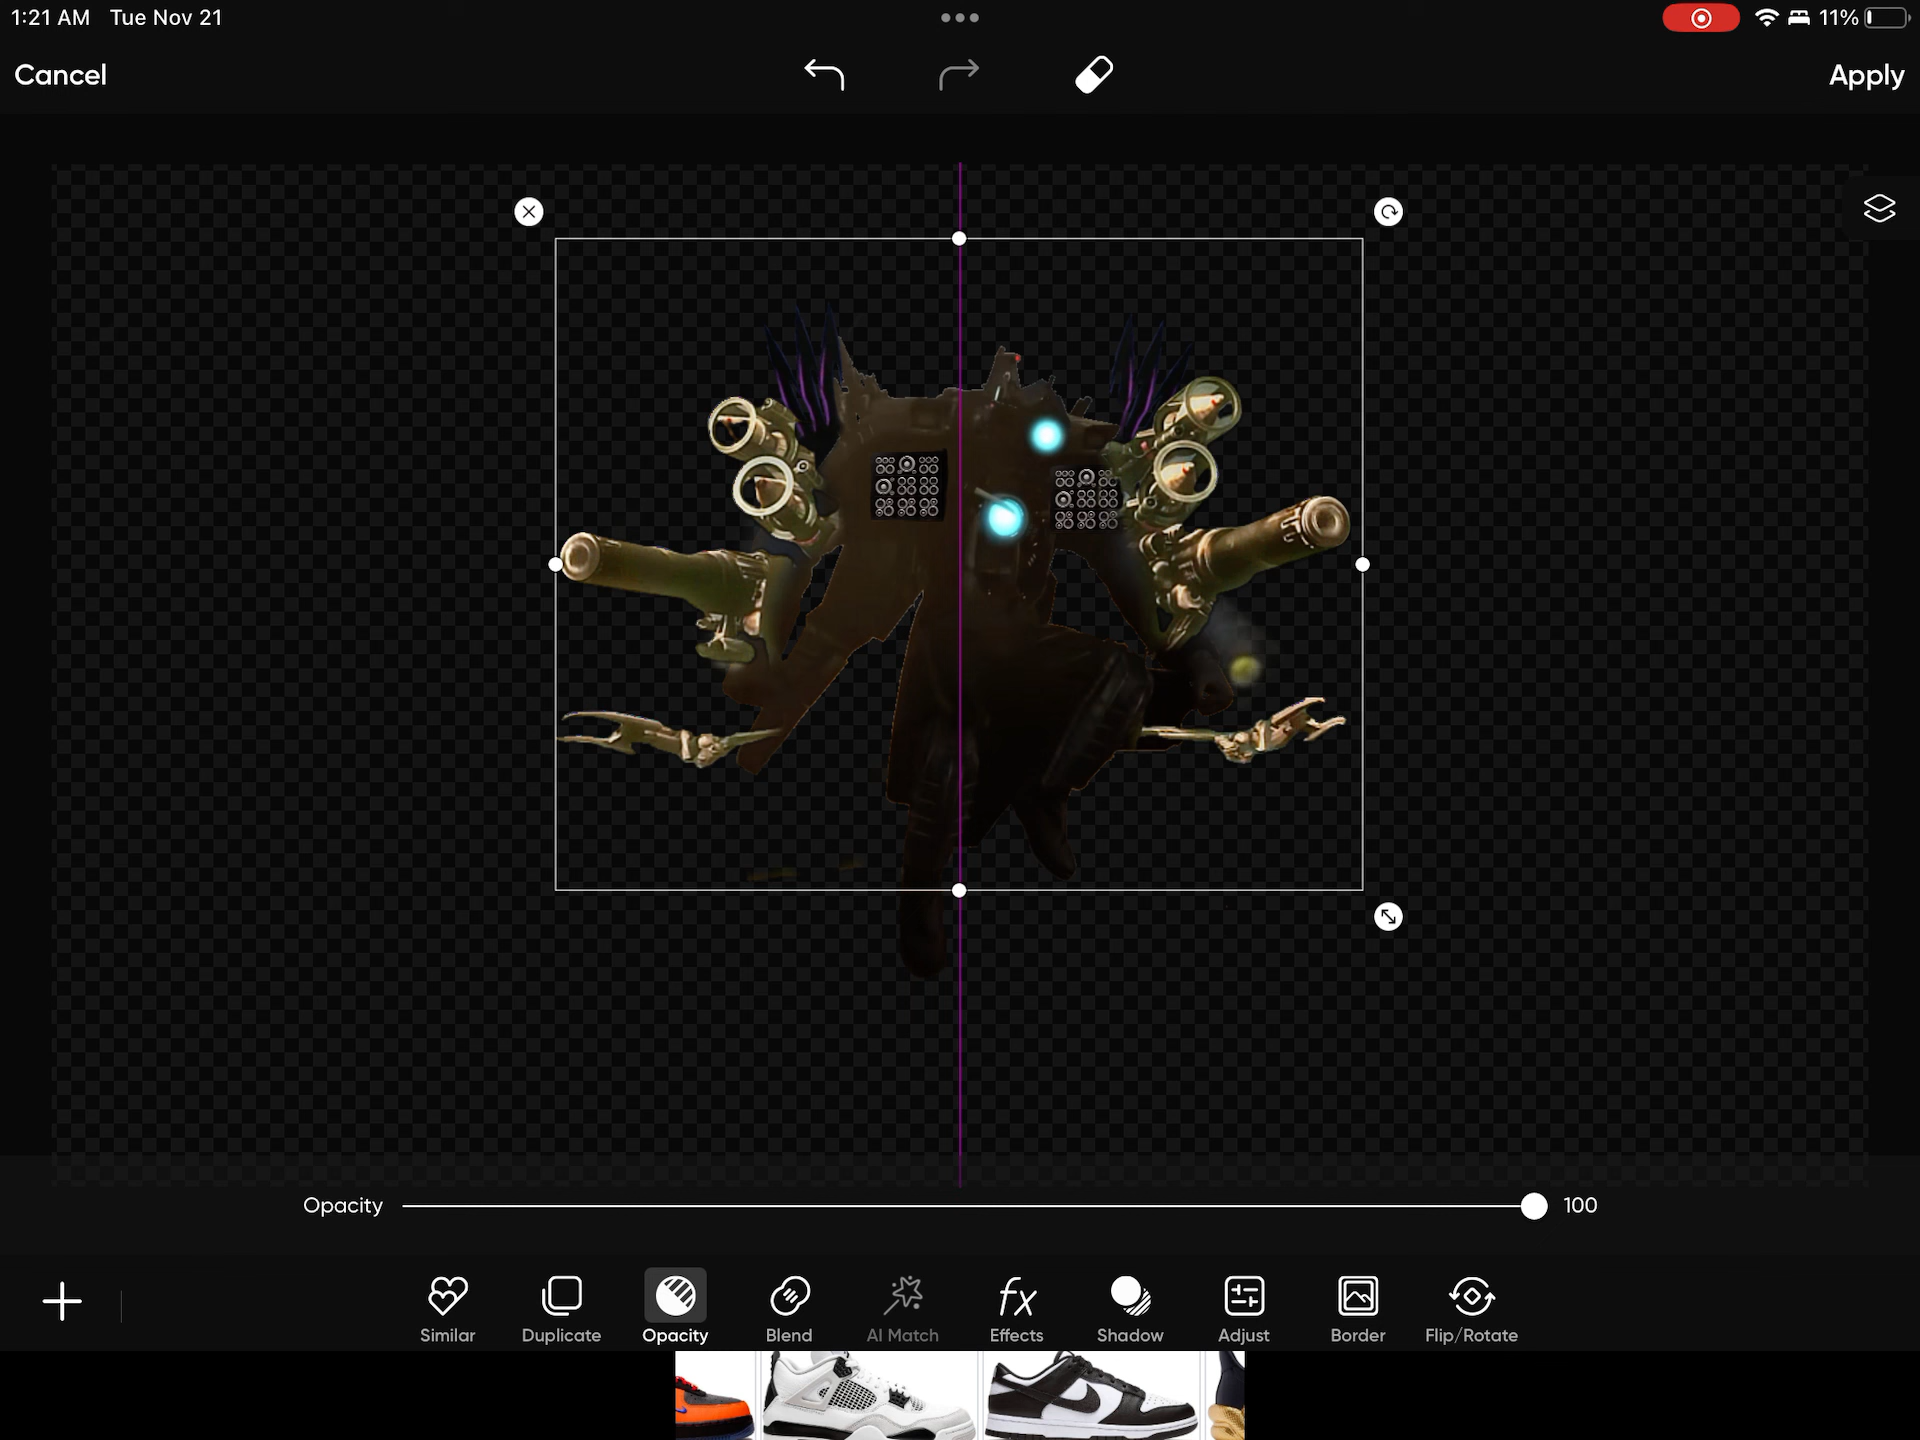 1:21 AM Tue Nov 21
11%
Cancel
Apply
Opacity
100
Similar
Duplicate
Opacity
Blend
AI Match
Effects
Shadow
Adjust
Border
Flip/Rotate